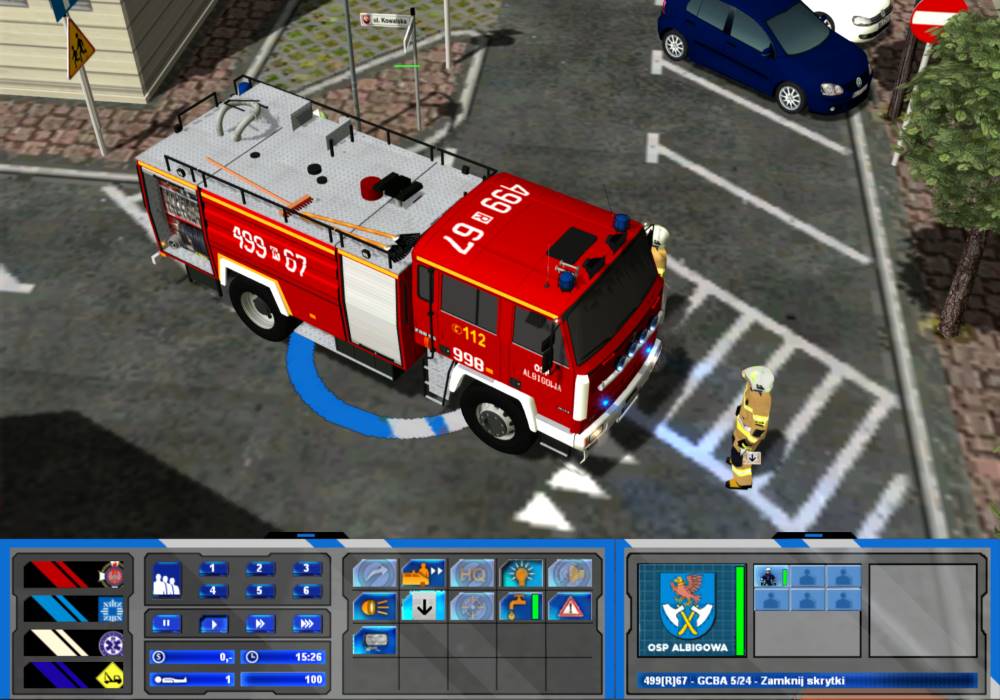 ul. Kowalska
499 R 67
499 R 67
112
998
OSP
ALBIGOWA
1 2 3
4 5 6
HQ
0,-
15:26
1
100
OSP ALBIGOWA
499[R]67 - GCBA 5/24 - Zamknij skrytki